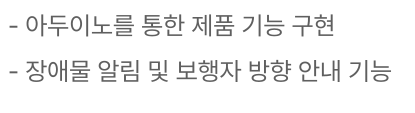 - 아두이노를 통한 제품 기능 구현
- 장애물 알림 및 보행자 방향 안내 기능